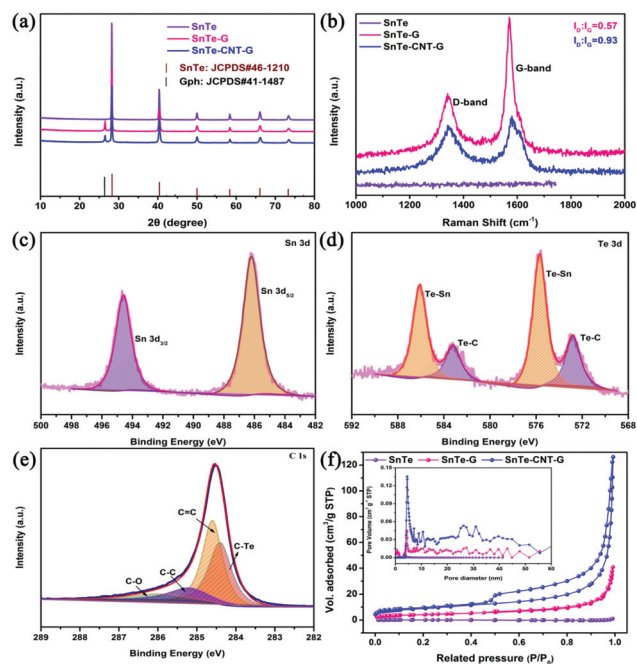 (a)
SnTe
SnTe-G
SnTe-CNT-G
SnTe: JCPDS#46-1210
Gph: JCPDS#41-1487
Intensity (a.u.)
10 20 30 40 50 60 70 80
2θ (degree)
(b)
SnTe
SnTe-G
SnTe-CNT-G
I_D:I_G=0.57
I_D:I_G=0.93
G-band
D-band
Intensity (a.u.)
1000 1200 1400 1600 1800 2000
Raman Shift (cm⁻¹)
(c)
Sn 3d
Sn 3d₅/₂
Sn 3d₃/₂
Intensity (a.u.)
500 498 496 494 492 490 488 486 484 482
Binding Energy (eV)
(d)
Te 3d
Te-Sn
Te-Sn
Te-C
Te-C
Intensity (a.u.)
592 588 584 580 576 572 568
Binding Energy (eV)
(e)
C 1s
C=C
C-Te
C-C
C-O
Intensity (a.u.)
289 288 287 286 285 284 283 282
Binding Energy (eV)
(f)
SnTe SnTe-G SnTe-CNT-G
Vol. adsorbed (cm³/g STP)
120
100
80
60
40
20
0
Pore Volume (cm³ g⁻¹ STP)
0.15
0.12
0.09
0.06
0.03
0.00
0 10 20 30 40 50 60
Pore diameter (nm)
0.0 0.2 0.4 0.6 0.8 1.0
Related pressure (P/P₀)